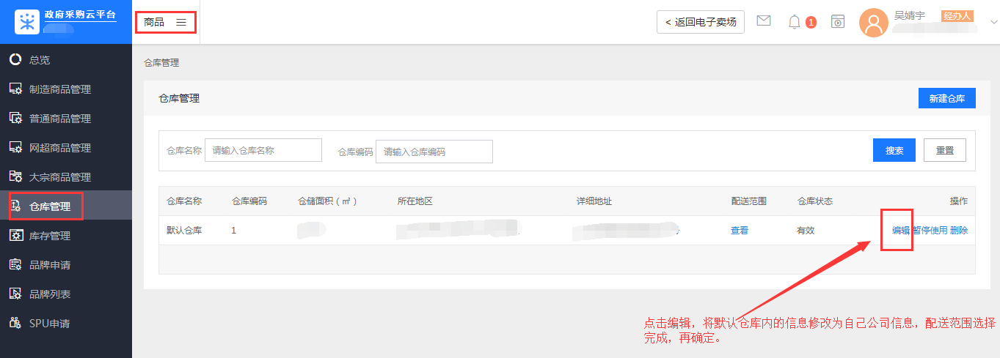 政府采购云平台
商品
< 返回电子卖场
1
吴婧宇
经办人
总览
制造商品管理
普通商品管理
网超商品管理
大宗商品管理
仓库管理
库存管理
品牌申请
品牌列表
SPU申请
仓库管理
仓库管理
新建仓库
仓库名称 请输入仓库名称 仓库编码 请输入仓库编码 搜索 重置
仓库名称 仓库编码 仓储面积（㎡） 所在地区 详细地址 配送范围 仓库状态 操作
默认仓库 1 查看 有效 编辑 暂停使用 删除
点击编辑，将默认仓库内的信息修改为自己公司信息，配送范围选择
完成，再确定。